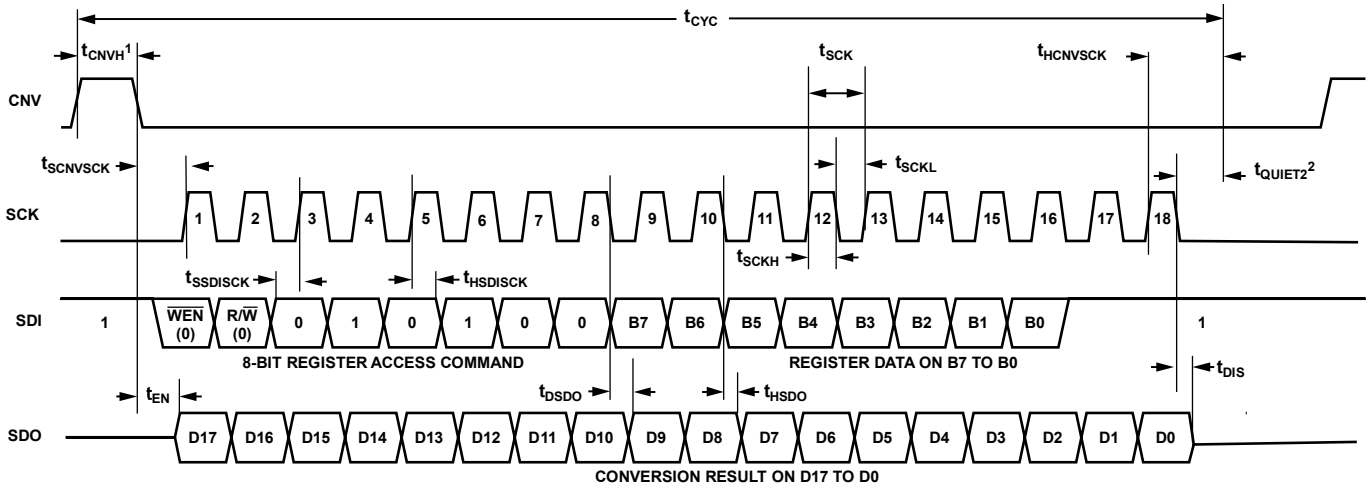 tCYC
tCNVH1
tSCK
tHCNVSCK
CNV
tSCNVSCK
tSCKL
tQUIET22
SCK
1 2 3 4 5 6 7 8 9 10 11 12 13 14 15 16 17 18
tSSDISCK
tHSDISCK
tSCKH
SDI
1
WEN (0)
R/W (0)
0 1 0 1 0 0 B7 B6 B5 B4 B3 B2 B1 B0
1
8-BIT REGISTER ACCESS COMMAND
REGISTER DATA ON B7 TO B0
tEN
tDSDO
tHSDO
tDIS
SDO
D17 D16 D15 D14 D13 D12 D11 D10 D9 D8 D7 D6 D5 D4 D3 D2 D1 D0
CONVERSION RESULT ON D17 TO D0